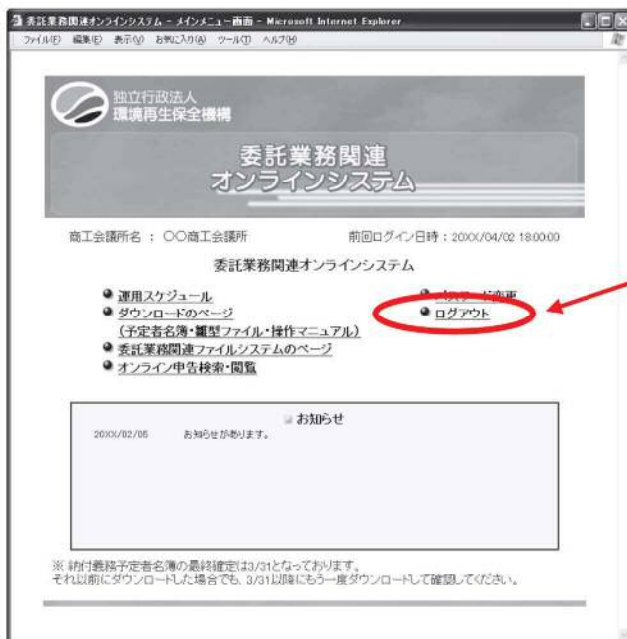 委託業務関連オンラインシステム - メインメニュー画面 - Microsoft Internet Explorer
ファイル(F) 編集(E) 表示(V) お気に入り(A) ツール(T) ヘルプ(H)
独立行政法人
環境再生保全機構
委託業務関連
オンラインシステム
商工会議所名 : 〇〇商工会議所 前回ログイン日時 : 20XX/04/02 18:00:00
委託業務関連オンラインシステム
運用スケジュール パスワード変更
ダウンロードのページ ログアウト
(予定者名簿・雛型ファイル・操作マニュアル)
委託業務関連ファイルシステムのページ
オンライン申告検索・閲覧
お知らせ
20XX/02/05 お知らせがあります。
※ 納付義務予定者名簿の最終確定は3/31となっております。
それ以前にダウンロードした場合でも、3/31以降にもう一度ダウンロードして確認してください。